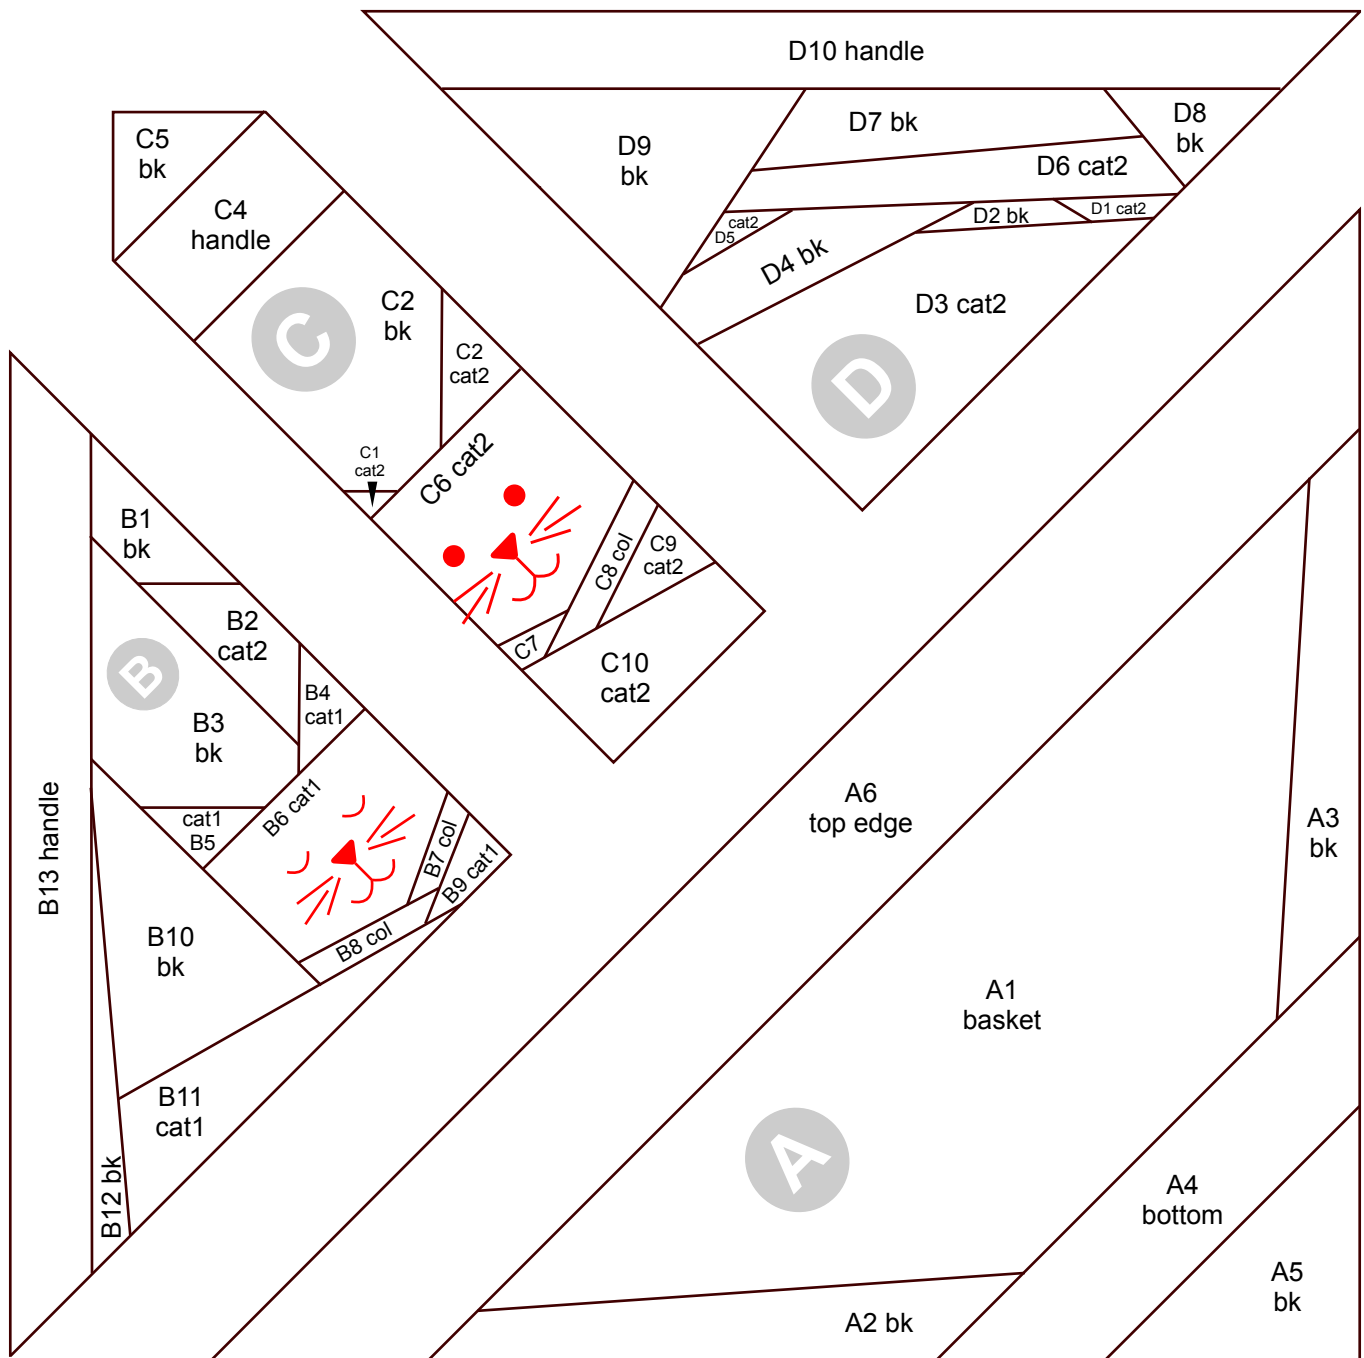 D10 handle
C5
bk
D7 bk
D8
bk
D9
bk
D6 cat2
C4
handle
D1 cat2
D2 bk
cat2
D5
D4 bk
D3 cat2
C2
bk
C
C2
cat2
D
C1
cat2
C6 cat2
C8 col
C9
cat2
C7
C10
cat2
B1
bk
B2
cat2
B
B4
cat1
B3
bk
cat1
B5
B6 cat1
B7 col
B9 cat1
B8 col
B13 handle
B10
bk
B11
cat1
B12 bk
A6
top edge
A3
bk
A1
basket
A
A4
bottom
A5
bk
A2 bk